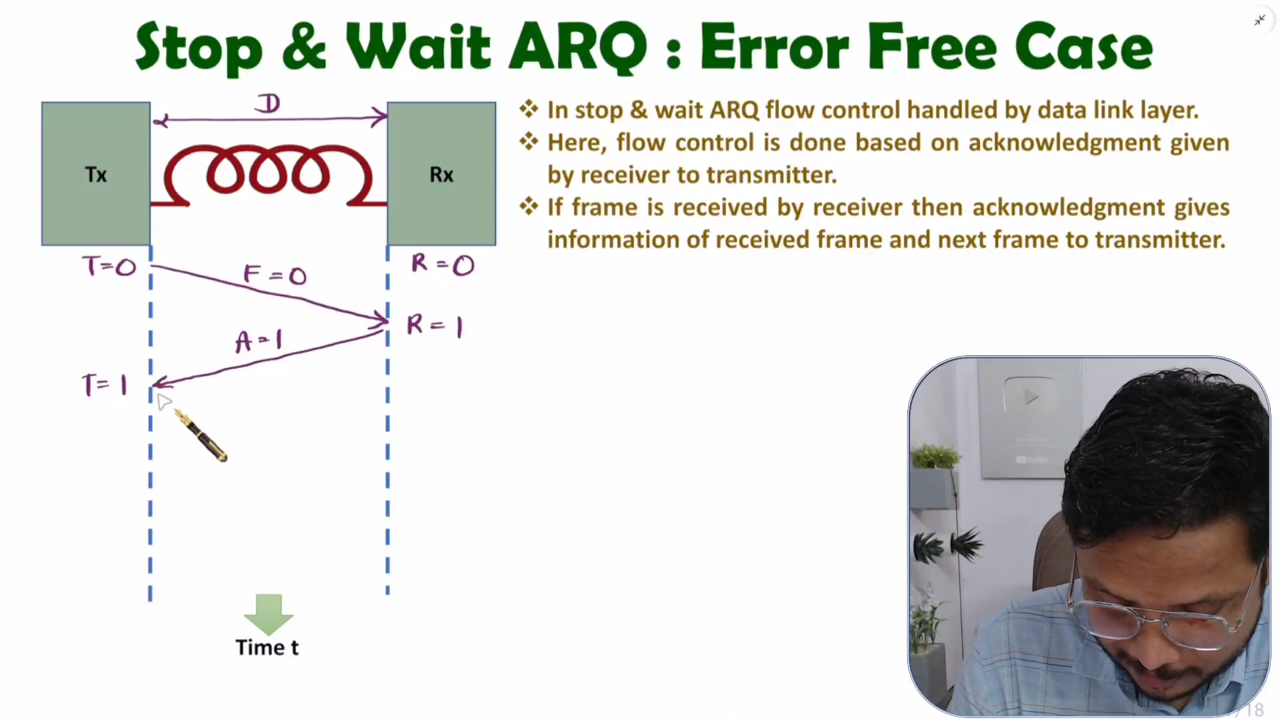 Stop & Wait ARQ : Error Free Case
D
Tx
Rx
❖ In stop & wait ARQ flow control handled by data link layer.
❖ Here, flow control is done based on acknowledgment given
by receiver to transmitter.
❖ If frame is received by receiver then acknowledgment gives
information of received frame and next frame to transmitter.
T=0
F=0
R=0
A=1
R=1
T=1
Time t
/18